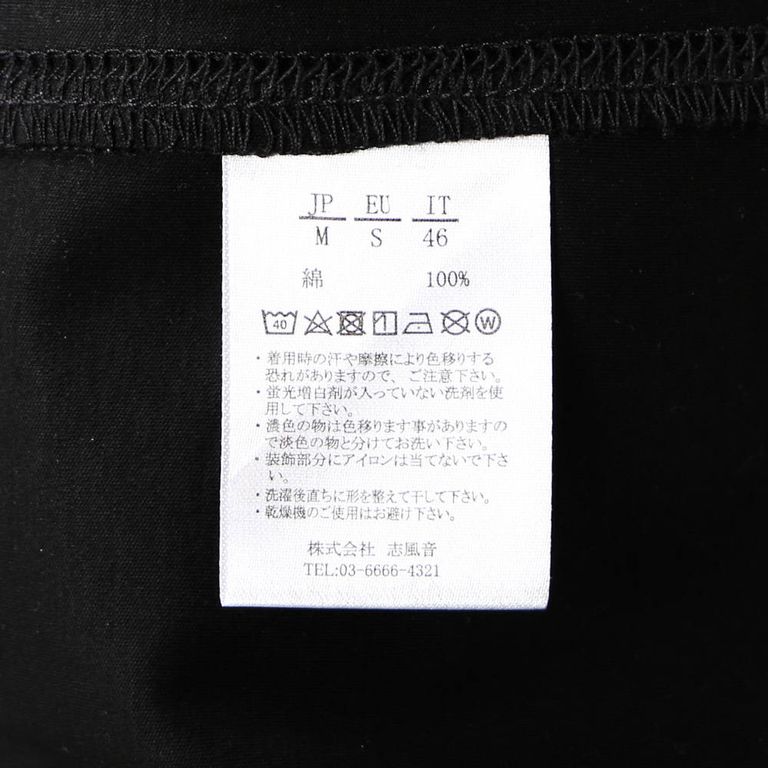 JP EU IT
M S 46
綿 100%
40 W
・着用時の汗や摩擦により色移りする
恐れがありますので、ご注意下さい。
・蛍光増白剤が入っていない洗剤を使
用して下さい。
・濃色の物は色移ります事がありますの
で淡色の物と分けてお洗い下さい。
・装飾部分にアイロンは当てないで下さ
い。
・洗濯後直ちに形を整えて干して下さい。
・乾燥機のご使用はお避け下さい。
株式会社 志風音
TEL:03-6666-4321